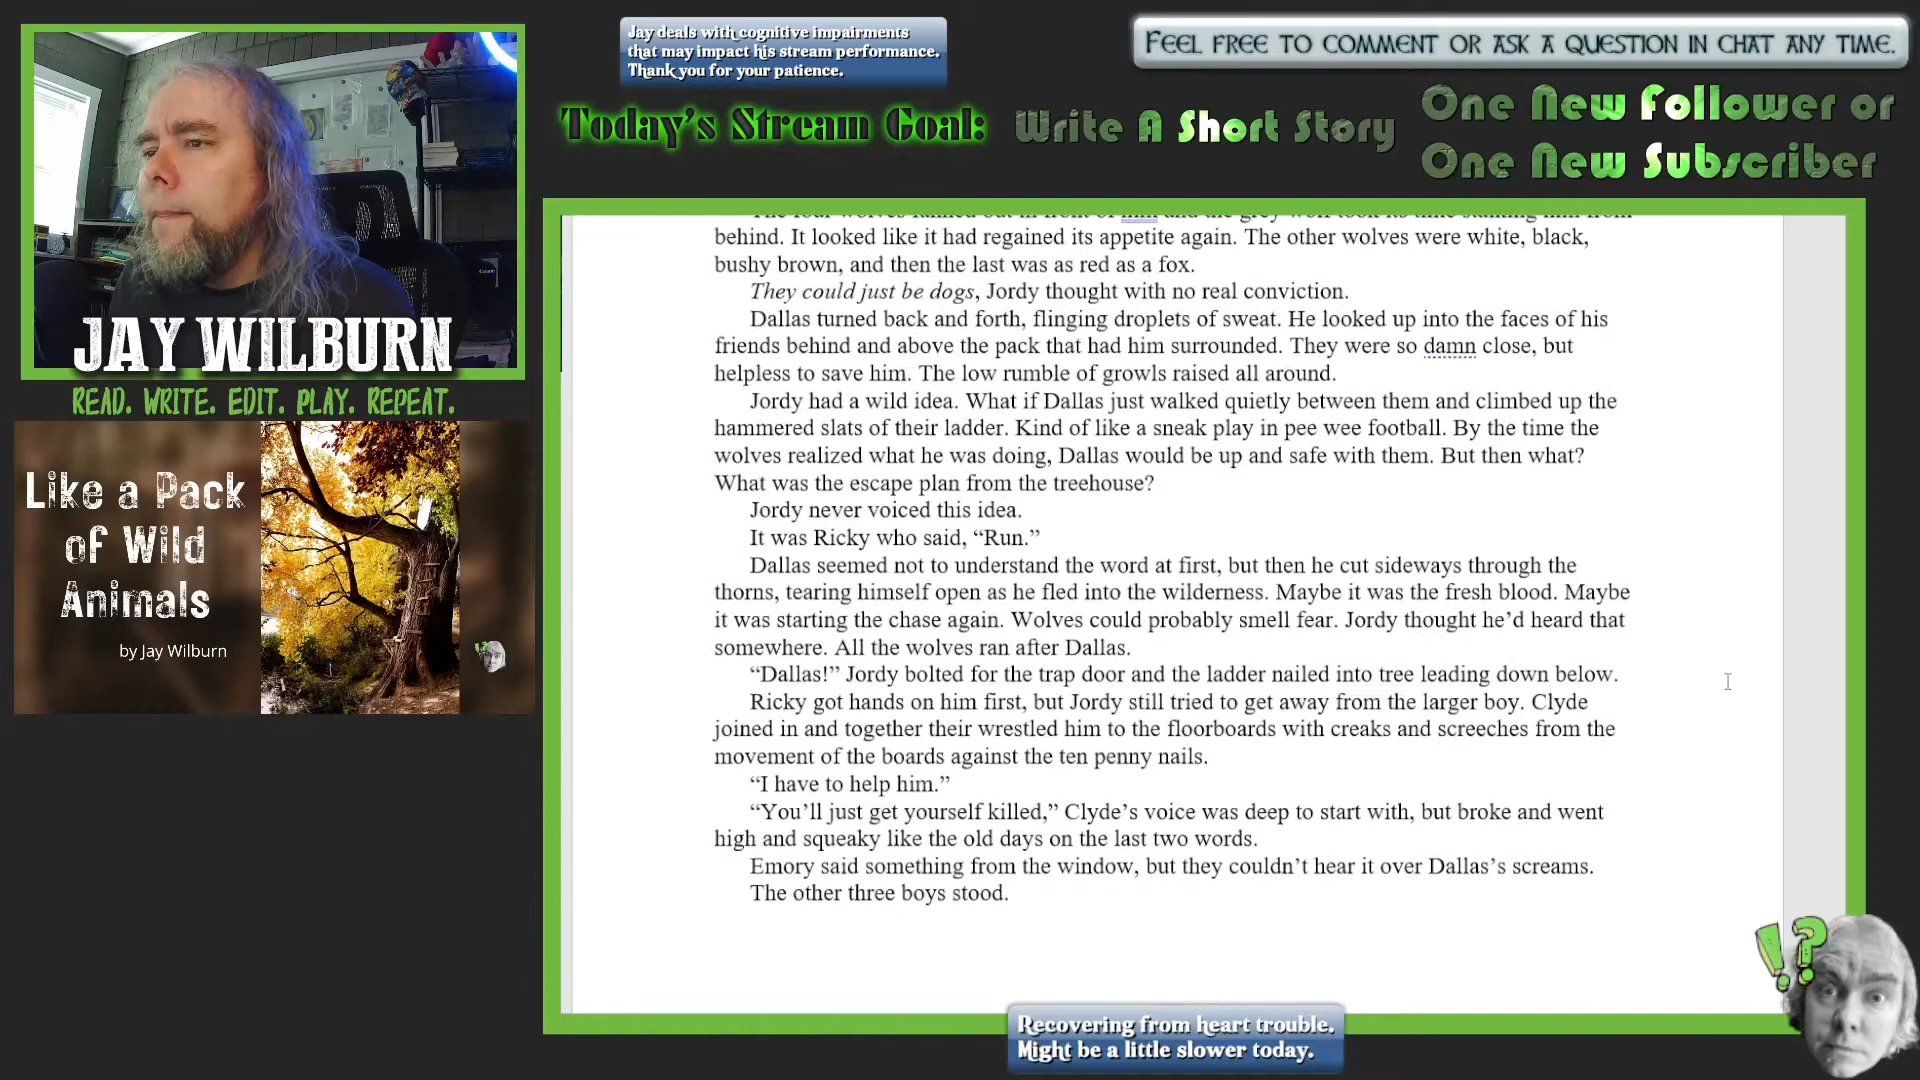 Jay deals with cognitive impairments
that may impact his stream performance.
Thank you for your patience.
FEEL FREE TO COMMENT OR ASK A QUESTION IN CHAT ANY TIME.
Today's Stream Goal:
Write A Short Story
One New Follower or
One New Subscriber
JAY WILBURN
READ. WRITE. EDIT. PLAY. REPEAT.
Like a Pack
of Wild
Animals
by Jay Wilburn
behind. It looked like it had regained its appetite again. The other wolves were white, black,
bushy brown, and then the last was as red as a fox.
They could just be dogs, Jordy thought with no real conviction.
Dallas turned back and forth, flinging droplets of sweat. He looked up into the faces of his
friends behind and above the pack that had him surrounded. They were so damn close, but
helpless to save him. The low rumble of growls raised all around.
Jordy had a wild idea. What if Dallas just walked quietly between them and climbed up the
hammered slats of their ladder. Kind of like a sneak play in pee wee football. By the time the
wolves realized what he was doing, Dallas would be up and safe with them. But then what?
What was the escape plan from the treehouse?
Jordy never voiced this idea.
It was Ricky who said, “Run.”
Dallas seemed not to understand the word at first, but then he cut sideways through the
thorns, tearing himself open as he fled into the wilderness. Maybe it was the fresh blood. Maybe
it was starting the chase again. Wolves could probably smell fear. Jordy thought he’d heard that
somewhere. All the wolves ran after Dallas.
“Dallas!” Jordy bolted for the trap door and the ladder nailed into tree leading down below.
Ricky got hands on him first, but Jordy still tried to get away from the larger boy. Clyde
joined in and together their wrestled him to the floorboards with creaks and screeches from the
movement of the boards against the ten penny nails.
“I have to help him.”
“You’ll just get yourself killed,” Clyde’s voice was deep to start with, but broke and went
high and squeaky like the old days on the last two words.
Emory said something from the window, but they couldn’t hear it over Dallas’s screams.
The other three boys stood.
!?
Recovering from heart trouble.
Might be a little slower today.